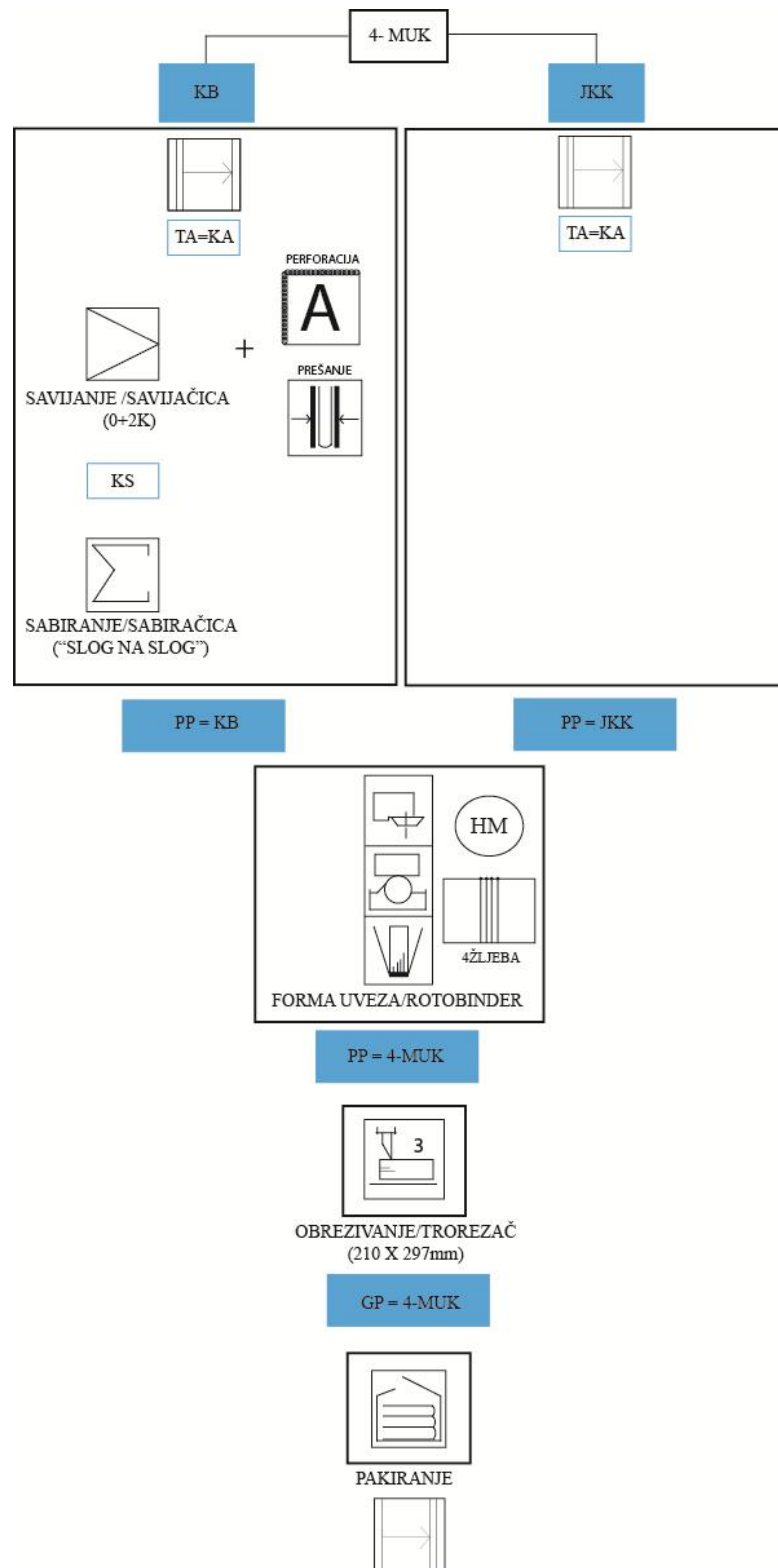 4- MUK
KB
JKK
TA=KA
TA=KA
PERFORACIJA
A
+
PREŠANJE
SAVIJANJE /SAVIJAČICA
(0+2K)
KS
SABIRANJE/SABIRAČICA
(“SLOG NA SLOG”)
PP = KB
PP = JKK
HM
4ŽLJEBA
FORMA UVEZA/ROTOBINDER
PP = 4-MUK
3
OBREZIVANJE/TROREZAČ
(210 X 297mm)
GP = 4-MUK
PAKIRANJE